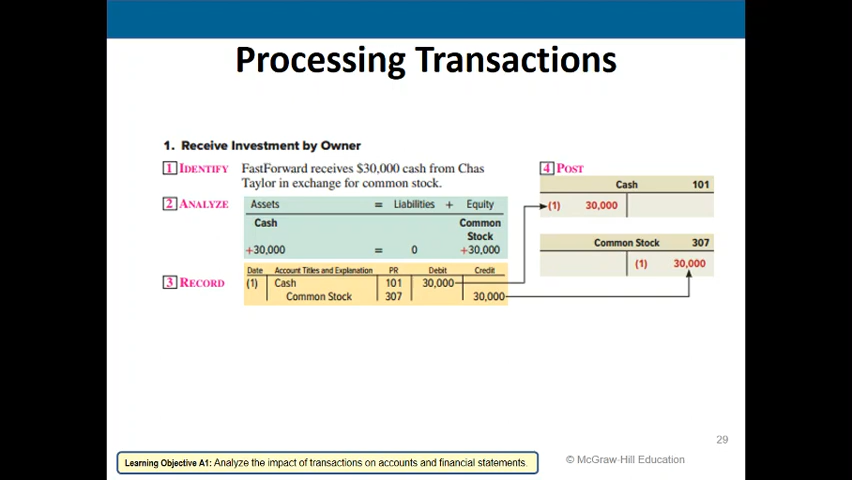 Processing Transactions
1. Receive Investment by Owner
1 IDENTIFY FastForward receives $30,000 cash from Chas
Taylor in exchange for common stock.
2 ANALYZE Assets = Liabilities + Equity
Cash Common
Stock
+30,000 = 0 +30,000
3 RECORD
Date Account Titles and Explanation PR Debit Credit
(1) Cash 101 30,000
Common Stock 307 30,000
4 POST
Cash 101
(1) 30,000
Common Stock 307
(1) 30,000
29
Learning Objective A1: Analyze the impact of transactions on accounts and financial statements.
© McGraw-Hill Education